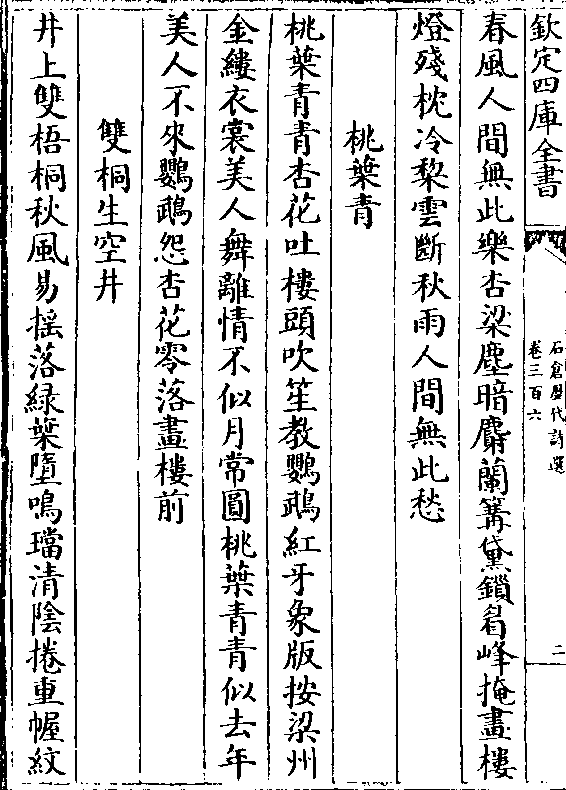 欽定四庫全書
石倉歷代詩選
卷三百六
二
春風人間無此樂杏梁塵暗麝蘭篝黛鎖眉峰掩畫樓
燈殘枕冷棃雲斷秋雨人間無此愁
桃葉青
桃葉青青杏花吐樓頭吹笙教鸚鵡紅牙象版按梁州
金縷衣裳美人舞離情不似月常圓桃葉青青似去年
美人不來鸚鵡怨杏花零落畫樓前
雙桐生空井
井上雙梧桐秋風易揺落緑葉墮鳴璫清陰捲重幄紋